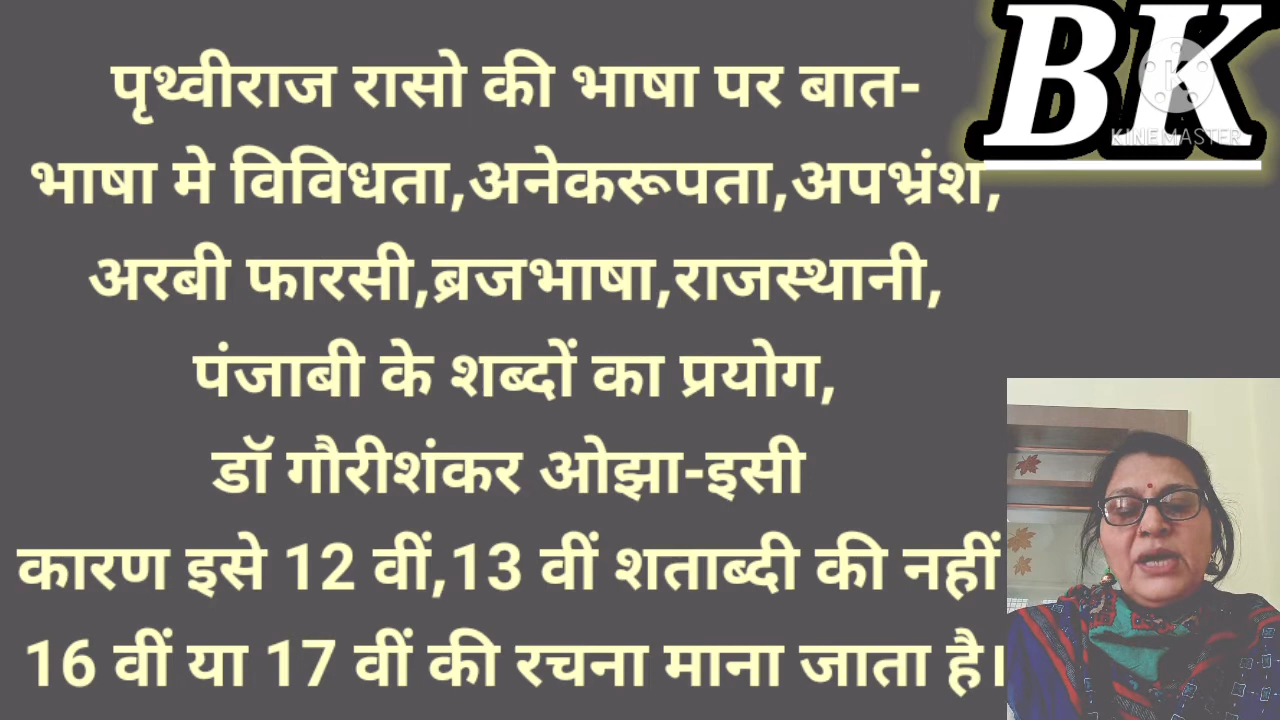 पृथ्वीराज रासो की भाषा पर बात-
भाषा मे विविधता,अनेकरूपता,अपभ्रंश,
अरबी फारसी,ब्रजभाषा,राजस्थानी,
पंजाबी के शब्दों का प्रयोग,
डॉ गौरीशंकर ओझा-इसी
कारण इसे 12 वीं,13 वीं शताब्दी की नहीं
16 वीं या 17 वीं की रचना माना जाता है।
BK
K
KINEMASTER